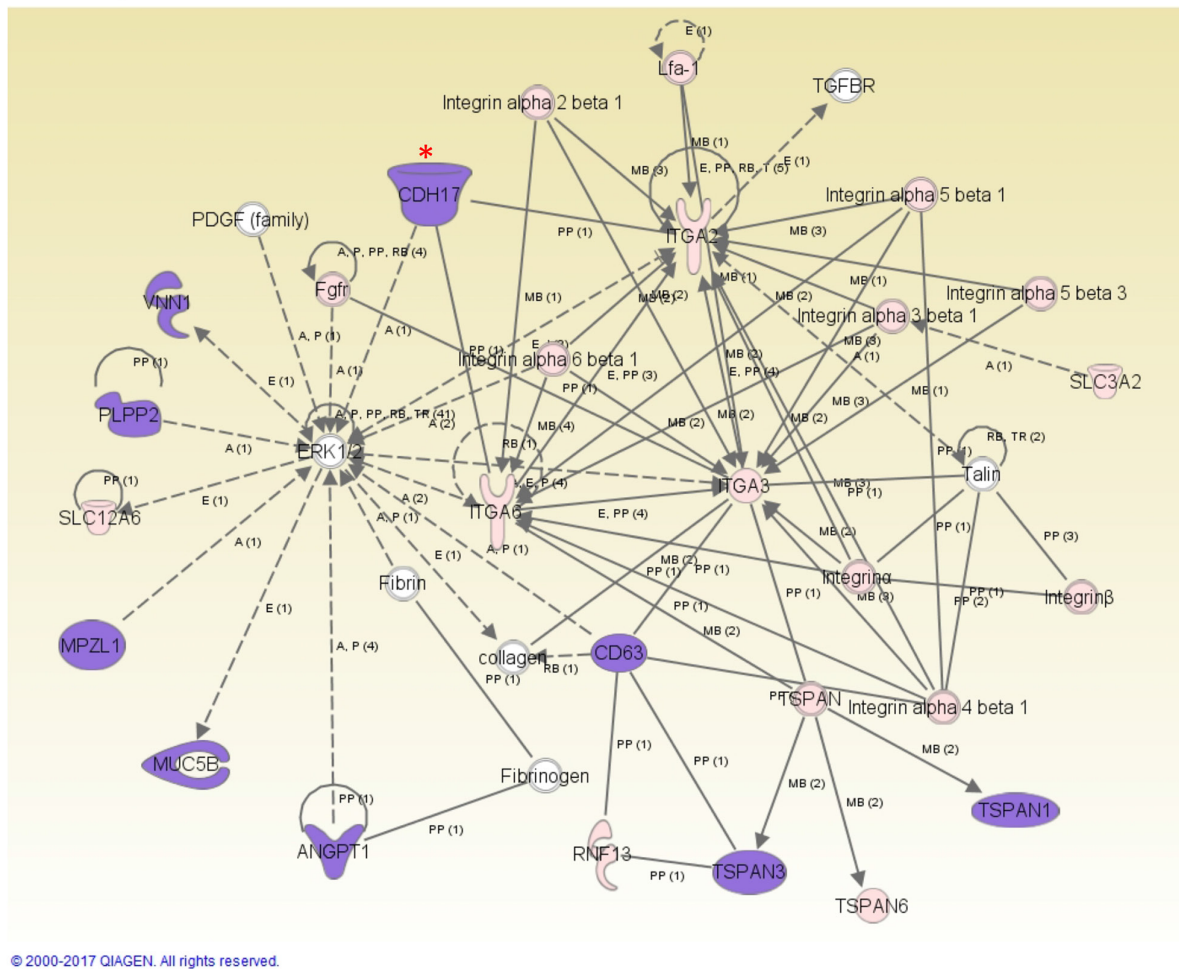 E (1)
Lfa-1
TGFBR
Integrin alpha 2 beta 1
MB (1)
*
MB (3)
E, PP, RB, T (5)
E (1)
CDH17
Integrin alpha 5 beta 1
PDGF (family)
PP (1)
ITGA2
MB (3)
A, P, PP, RB (4)
Fgfr
MB (1)
MB (1)
VNN1
MB (1)
MB (2)
MB (2)
Integrin alpha 5 beta 3
Integrin alpha 3 beta 1
A, P (1)
A (1)
MB (3)
PP (1)
Integrin alpha 6 beta 1
MB (2)
A (1)
A (1)
PP (1)
E (1)
A (1)
PP (1)
E, PP (3)
E, PP (4)
MB (1)
SLC3A2
PLPP2
A, P, PP, RB, TR (41)
A (2)
MB (4)
MB (2)
MB (2)
MB (2)
MB (3)
A (1)
ERK1/2
RB (1)
RB, TR (2)
PP (1)
Talin
PP (1)
E (1)
A (2)
ITGA3
MB (3)
PP (1)
SLC12A6
A, P (1)
ITGA6
E, PP (4)
A (1)
E (1)
A, P (1)
MB (2)
PP (1)
PP (1)
MB (2)
PP (1)
PP (3)
Fibrin
PP (1)
Integrinα
MB (3)
PP (1)
PP (2)
Integrinβ
E (1)
PP (1)
MPZL1
A, P (4)
MB (2)
collagen
RB (1)
CD63
PP (1)
TSPAN
Integrin alpha 4 beta 1
MUC5B
PP (1)
MB (2)
Fibrinogen
PP (1)
MB (2)
PP (1)
MB (2)
TSPAN1
PP (1)
ANGPT1
RNF13
PP (1)
TSPAN3
TSPAN6
© 2000-2017 QIAGEN. All rights reserved.